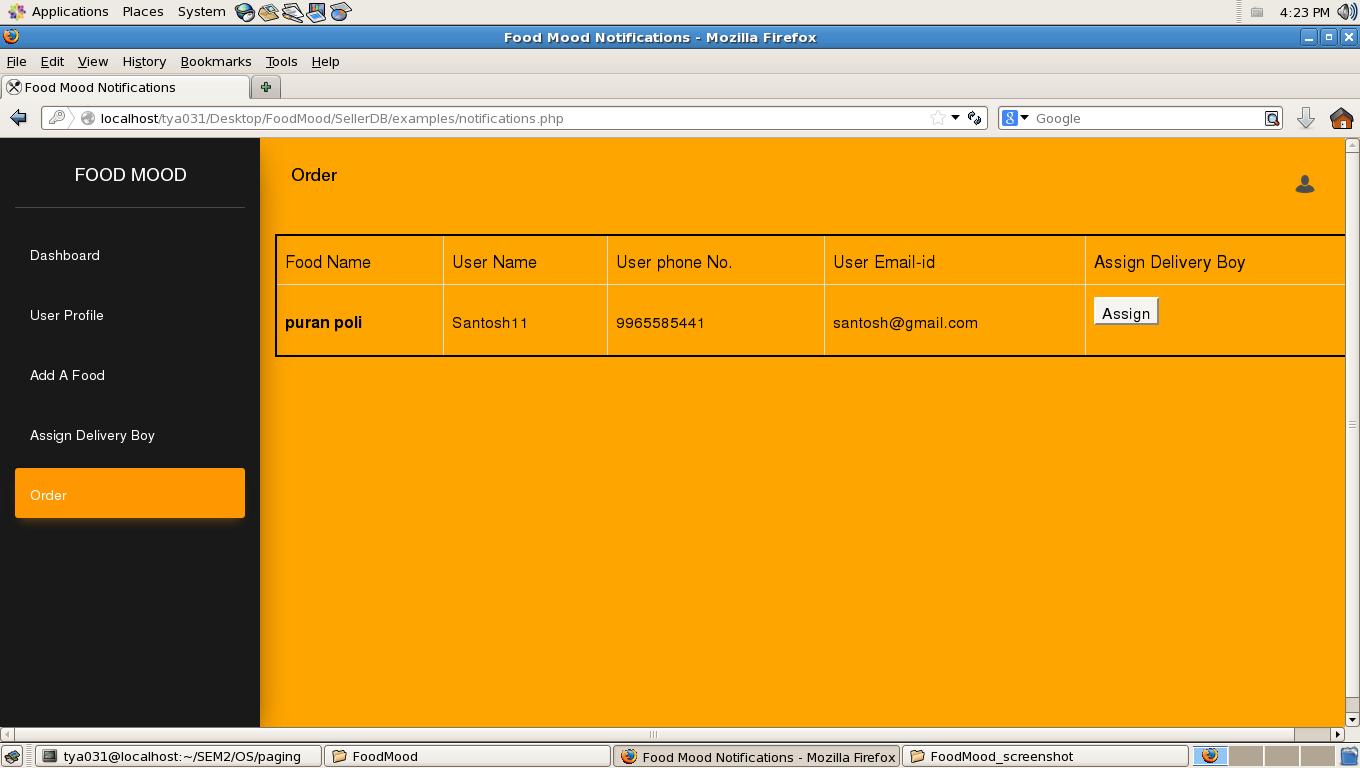 Applications Places System 4:23 PM
Food Mood Notifications - Mozilla Firefox
File Edit View History Bookmarks Tools Help
Food Mood Notifications
localhost/tya031/Desktop/FoodMood/SellerDB/examples/notifications.php
8 Google
FOOD MOOD
Dashboard
User Profile
Add A Food
Assign Delivery Boy
Order
Order
Food Name User Name User phone No. User Email-id Assign Delivery Boy
puran poli Santosh11 9965585441 santosh@gmail.com Assign
tya031@localhost:~/SEM2/OS/paging FoodMood Food Mood Notifications - Mozilla Firefox FoodMood_screenshot